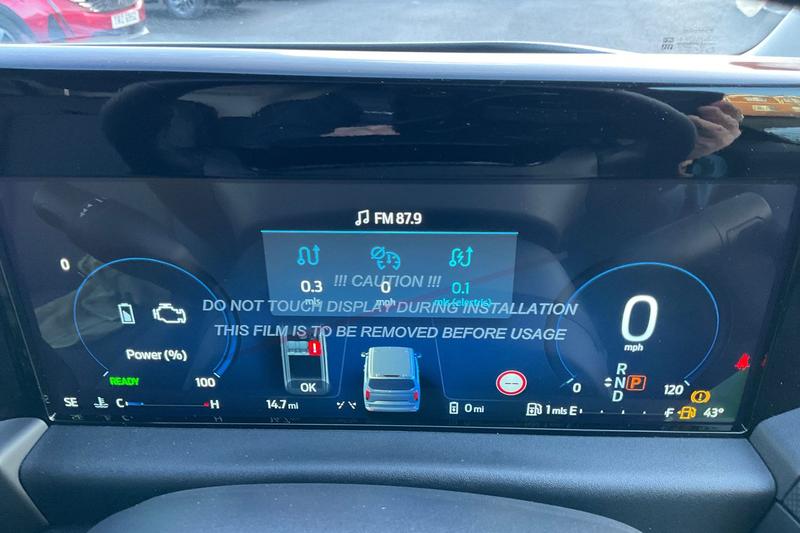 FM 87.9
0
0.3
mls
0
mph
0.1
mls (electric)
!!! CAUTION !!!
DO NOT TOUCH DISPLAY DURING INSTALLATION
THIS FILM IS TO BE REMOVED BEFORE USAGE
Power (%)
READY
100
OK
0
mph
R
N P
D
0
120
SE
C H
14.7 mi
0 mi
1 mls E
F
43°